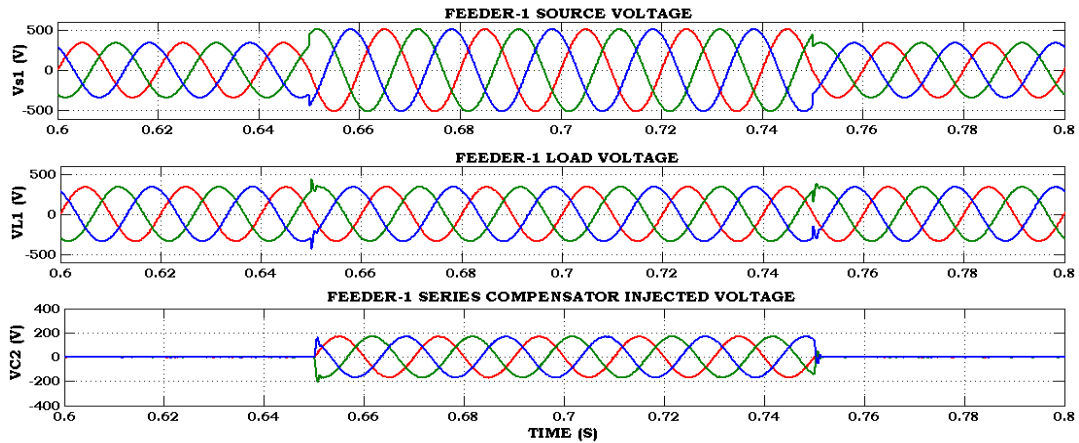 FEEDER-1 SOURCE VOLTAGE
Vs1 (V)
500
0
-500
0.6 0.62 0.64 0.66 0.68 0.7 0.72 0.74 0.76 0.78 0.8
FEEDER-1 LOAD VOLTAGE
VL1 (V)
500
0
-500
0.6 0.62 0.64 0.66 0.68 0.7 0.72 0.74 0.76 0.78 0.8
FEEDER-1 SERIES COMPENSATOR INJECTED VOLTAGE
VC2 (V)
400
200
0
-200
-400
0.6 0.62 0.64 0.66 0.68 0.7 0.72 0.74 0.76 0.78 0.8
TIME (S)